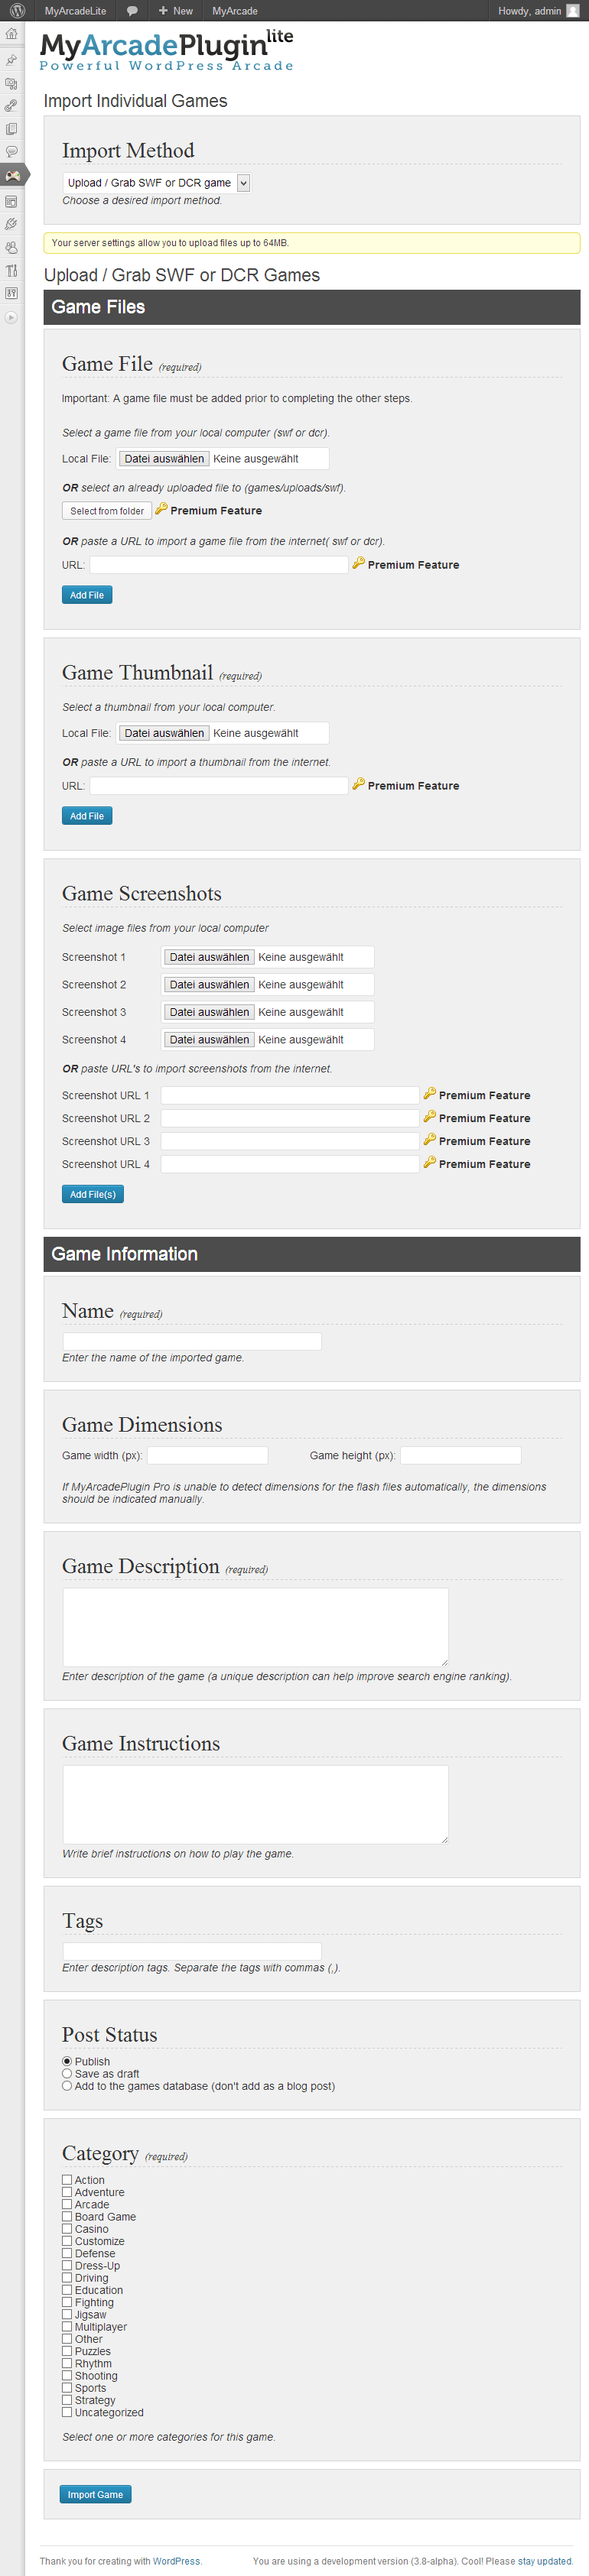 MyArcadeLite
New
MyArcade
Howdy, admin
MyArcadePlugin lite
Powerful WordPress Arcade
Import Individual Games
Import Method
Upload / Grab SWF or DCR game
Choose a desired import method.
Your server settings allow you to upload files up to 64MB.
Upload / Grab SWF or DCR Games
Game Files
Game File (required)
Important: A game file must be added prior to completing the other steps.
Select a game file from your local computer (swf or dcr).
Local File: Datei auswählen Keine ausgewählt
OR select an already uploaded file to (games/uploads/swf).
Select from folder Premium Feature
OR paste a URL to import a game file from the internet( swf or dcr).
URL: Premium Feature
Add File
Game Thumbnail (required)
Select a thumbnail from your local computer.
Local File: Datei auswählen Keine ausgewählt
OR paste a URL to import a thumbnail from the internet.
URL: Premium Feature
Add File
Game Screenshots
Select image files from your local computer
Screenshot 1 Datei auswählen Keine ausgewählt
Screenshot 2 Datei auswählen Keine ausgewählt
Screenshot 3 Datei auswählen Keine ausgewählt
Screenshot 4 Datei auswählen Keine ausgewählt
OR paste URL's to import screenshots from the internet.
Screenshot URL 1 Premium Feature
Screenshot URL 2 Premium Feature
Screenshot URL 3 Premium Feature
Screenshot URL 4 Premium Feature
Add File(s)
Game Information
Name (required)
Enter the name of the imported game.
Game Dimensions
Game width (px): Game height (px):
If MyArcadePlugin Pro is unable to detect dimensions for the flash files automatically, the dimensions
should be indicated manually.
Game Description (required)
Enter description of the game (a unique description can help improve search engine ranking).
Game Instructions
Write brief instructions on how to play the game.
Tags
Enter description tags. Separate the tags with commas (,).
Post Status
Publish
Save as draft
Add to the games database (don't add as a blog post)
Category (required)
Action
Adventure
Arcade
Board Game
Casino
Customize
Defense
Dress-Up
Driving
Education
Fighting
Jigsaw
Multiplayer
Other
Puzzles
Rhythm
Shooting
Sports
Strategy
Uncategorized
Select one or more categories for this game.
Import Game
Thank you for creating with WordPress. You are using a development version (3.8-alpha). Cool! Please stay updated.